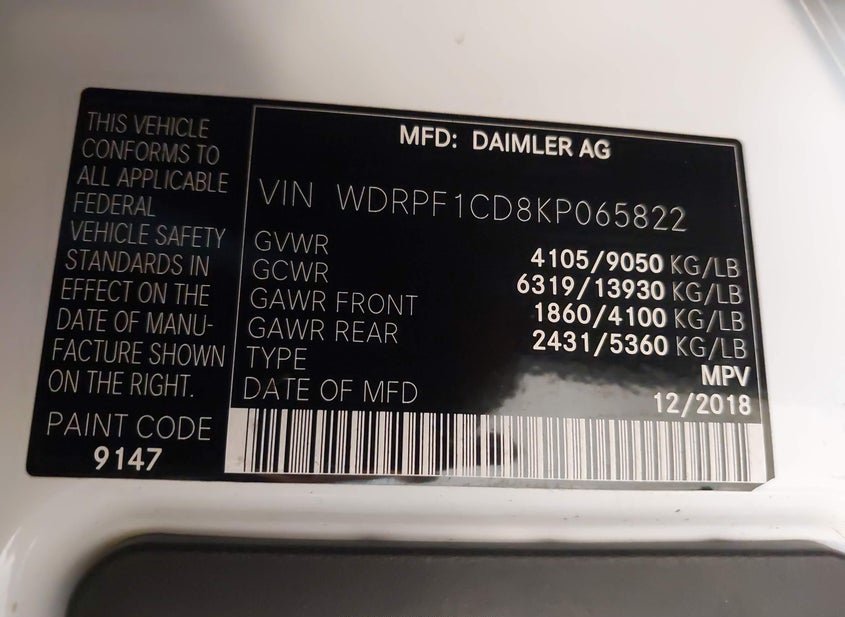 THIS VEHICLE
CONFORMS TO
ALL APPLICABLE
FEDERAL
VEHICLE SAFETY
STANDARDS IN
EFFECT ON THE
DATE OF MANU-
FACTURE SHOWN
ON THE RIGHT.
PAINT CODE
9147
MFD: DAIMLER AG
VIN WDRPF1CD8KP065822
GVWR 4105/9050 KG/LB
GCWR 6319/13930 KG/LB
GAWR FRONT 1860/4100 KG/LB
GAWR REAR 2431/5360 KG/LB
TYPE MPV
DATE OF MFD 12/2018